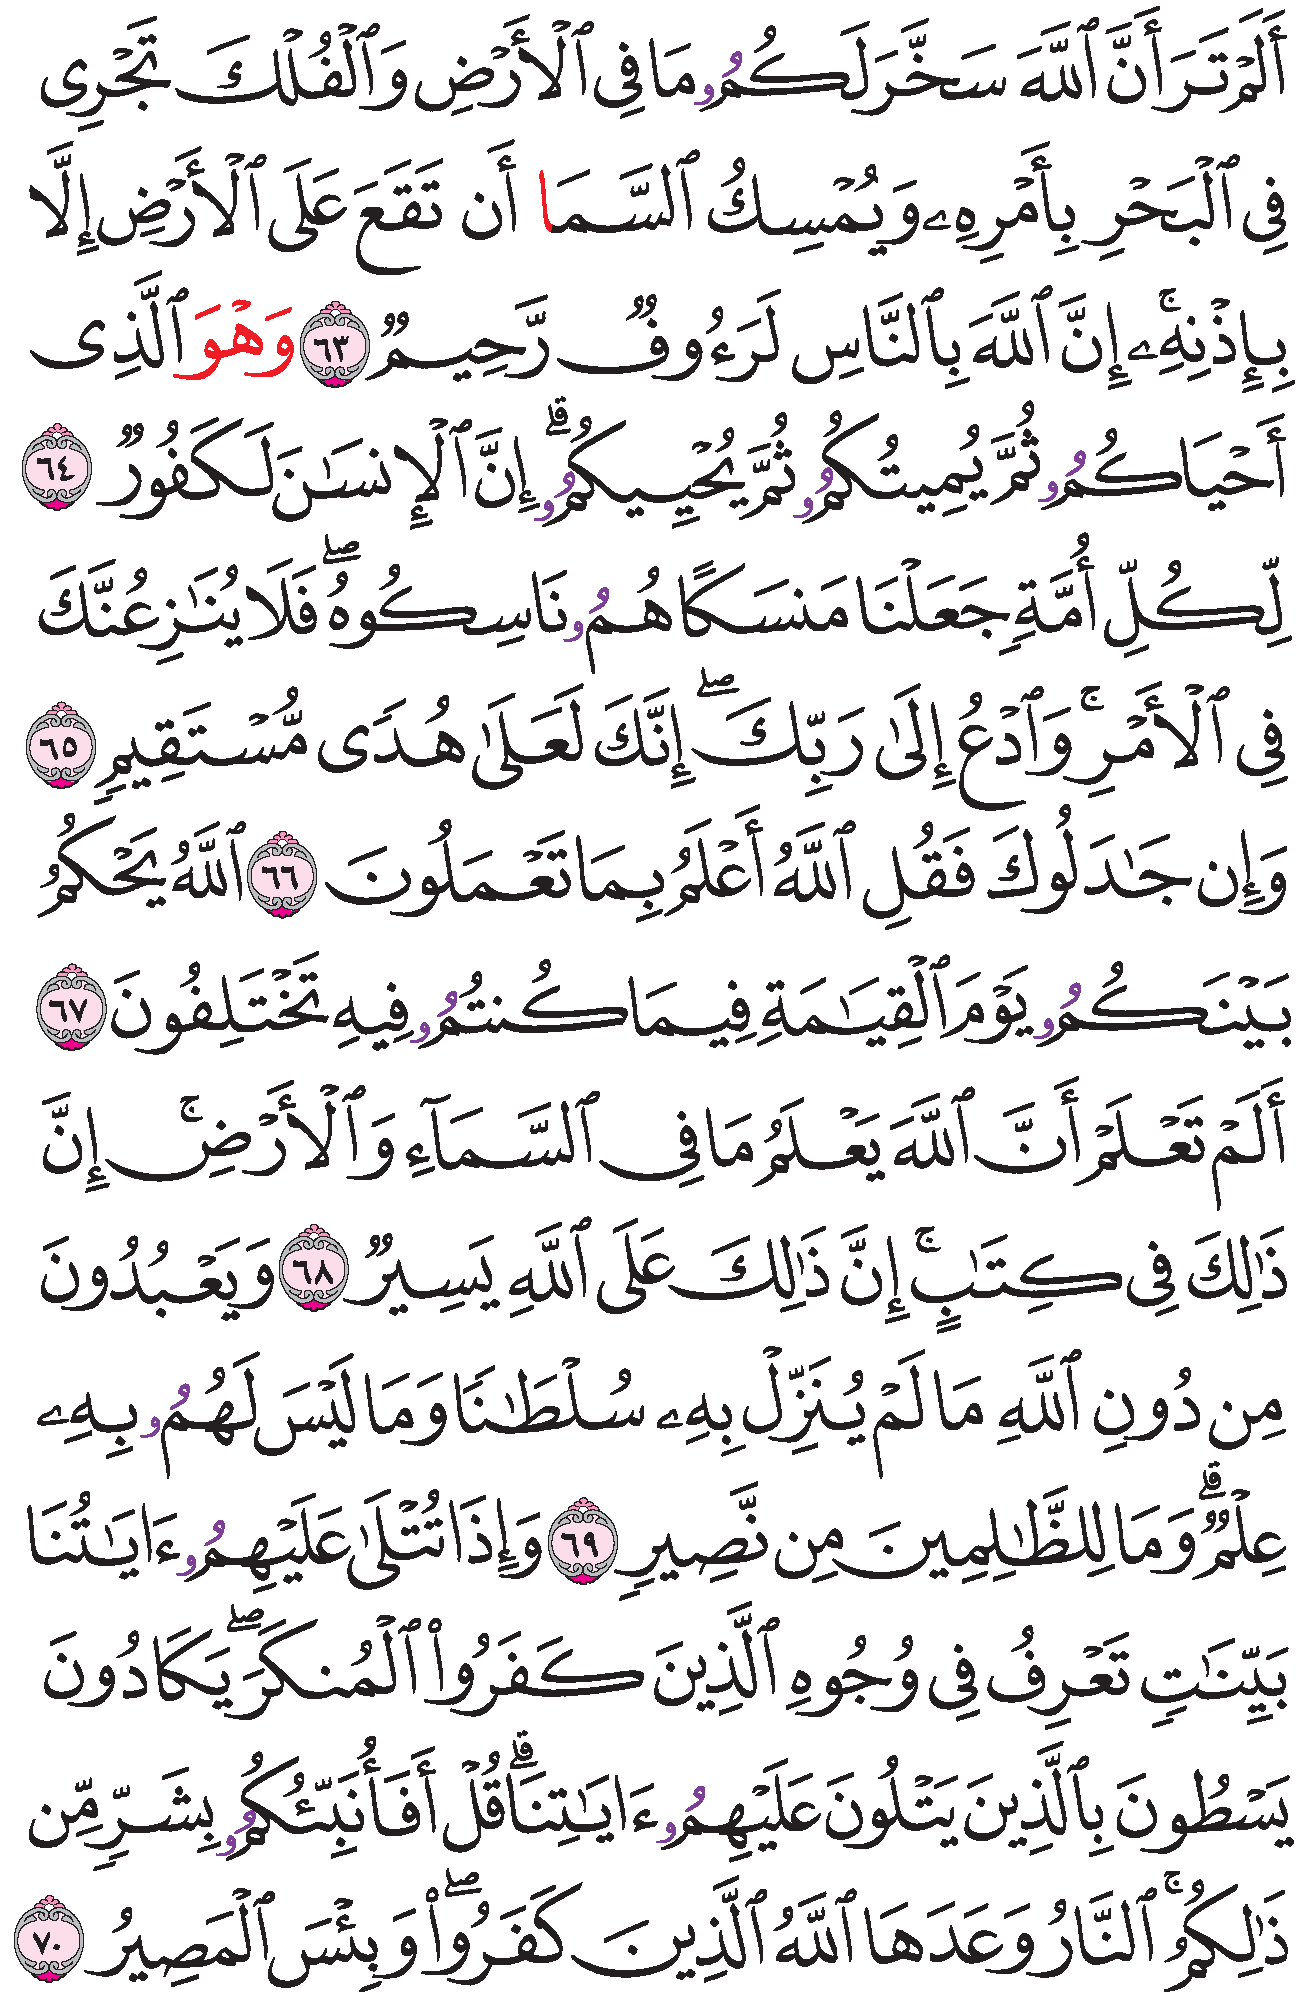 أَلَمْ تَرَ أَنَّ ٱللَّهَ سَخَّرَ لَكُمُۥ مَا فِى ٱلْأَرْضِ وَٱلْفُلْكَ تَجْرِى
فِى ٱلْبَحْرِ بِأَمْرِهِۦ وَيُمْسِكُ ٱلسَّمَا أَن تَقَعَ عَلَى ٱلْأَرْضِ إِلَّا
بِإِذْنِهِۦٓۚ إِنَّ ٱللَّهَ بِٱلنَّاسِ لَرَءُوفٌ رَّحِيمٌ ٦٣ وَهْوَ ٱلَّذِى
أَحْيَاكُمُۥ ثُمَّ يُمِيتُكُمُۥ ثُمَّ يُحْيِيكُمُۥۗ إِنَّ ٱلْإِنسَٰنَ لَكَفُورٌ ٦٤
لِّكُلِّ أُمَّةٍ جَعَلْنَا مَنسَكًا هُمُۥ نَاسِكُوهُۖ فَلَا يُنَٰزِعُنَّكَ
فِى ٱلْأَمْرِۚ وَٱدْعُ إِلَىٰ رَبِّكَۖ إِنَّكَ لَعَلَىٰ هُدًى مُّسْتَقِيمٍ ٦٥
وَإِن جَٰدَلُوكَ فَقُلِ ٱللَّهُ أَعْلَمُ بِمَا تَعْمَلُونَ ٦٦ ٱللَّهُ يَحْكُمُ
بَيْنَكُمُۥ يَوْمَ ٱلْقِيَٰمَةِ فِيمَا كُنتُمُۥ فِيهِ تَخْتَلِفُونَ ٦٧
أَلَمْ تَعْلَمْ أَنَّ ٱللَّهَ يَعْلَمُ مَا فِى ٱلسَّمَآءِ وَٱلْأَرْضِۚ إِنَّ
ذَٰلِكَ فِى كِتَٰبٍۚ إِنَّ ذَٰلِكَ عَلَى ٱللَّهِ يَسِيرٌ ٦٨ وَيَعْبُدُونَ
مِن دُونِ ٱللَّهِ مَا لَمْ يُنَزِّلْ بِهِۦ سُلْطَٰنًا وَمَا لَيْسَ لَهُمُۥ بِهِۦ
عِلْمٌۗ وَمَا لِلظَّٰلِمِينَ مِن نَّصِيرٍ ٦٩ وَإِذَا تُتْلَىٰ عَلَيْهِمُۥ ءَايَٰتُنَا
بَيِّنَٰتٍ تَعْرِفُ فِى وُجُوهِ ٱلَّذِينَ كَفَرُوا۟ ٱلْمُنكَرَۖ يَكَادُونَ
يَسْطُونَ بِٱلَّذِينَ يَتْلُونَ عَلَيْهِمُۥ ءَايَٰتِنَاۗ قُلْ أَفَأُنَبِّئُكُمُۥ بِشَرٍّ مِّن
ذَٰلِكُمُۚ ٱلنَّارُ وَعَدَهَا ٱللَّهُ ٱلَّذِينَ كَفَرُوا۟ۖ وَبِئْسَ ٱلْمَصِيرُ ٧٠